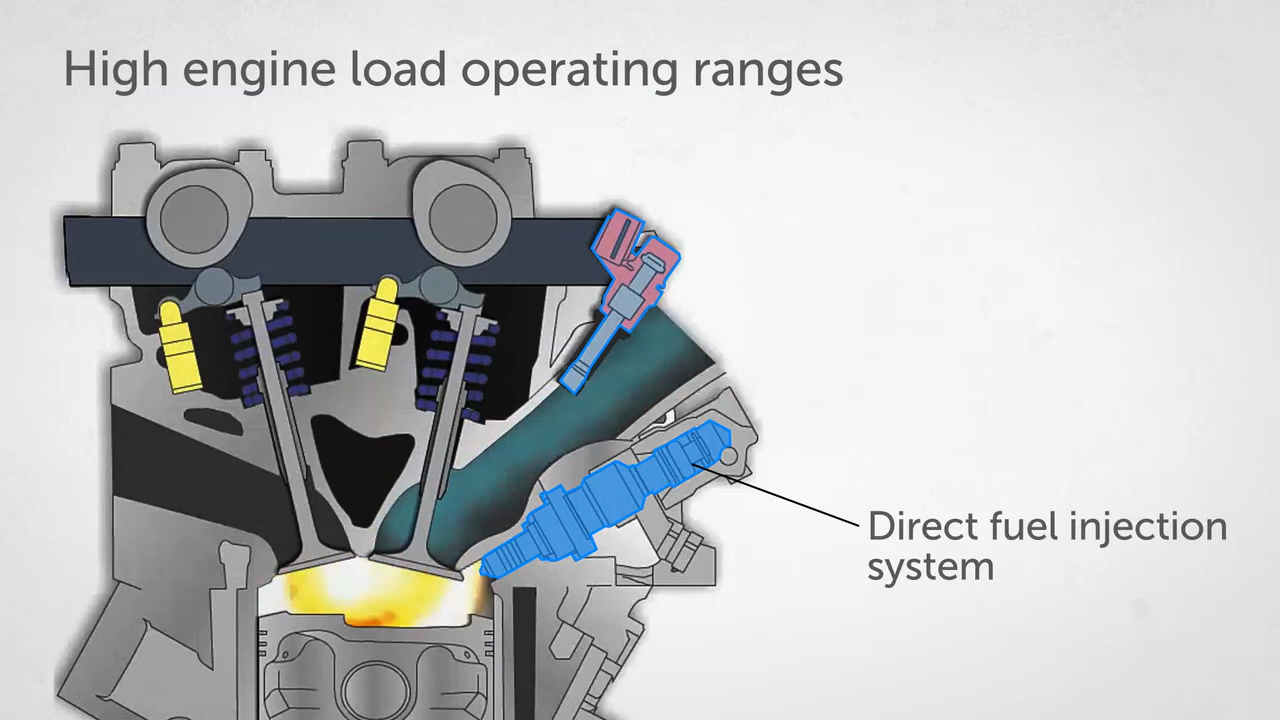 High engine load operating ranges
Direct fuel injection
system